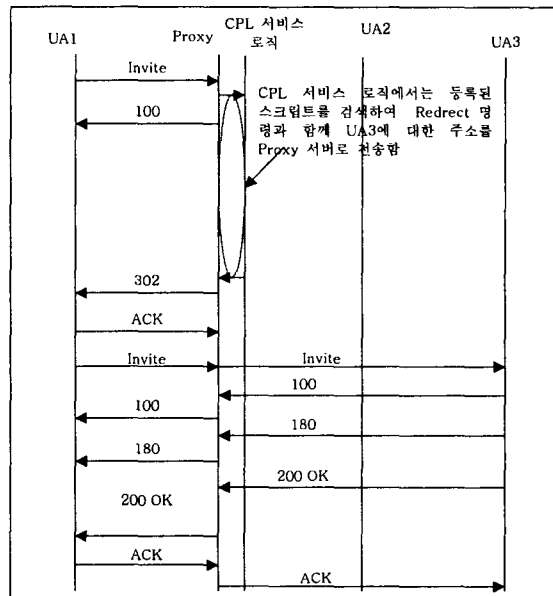 UA1
Proxy
CPL 서비스
로직
UA2
UA3
Invite
100
CPL 서비스 로직에서는 등록된
스크립트를 검색하여 Redrect 명
령과 함께 UA3에 대한 주소를
Proxy 서버로 전송함
302
ACK
Invite
Invite
100
100
180
180
200 OK
200 OK
ACK
ACK